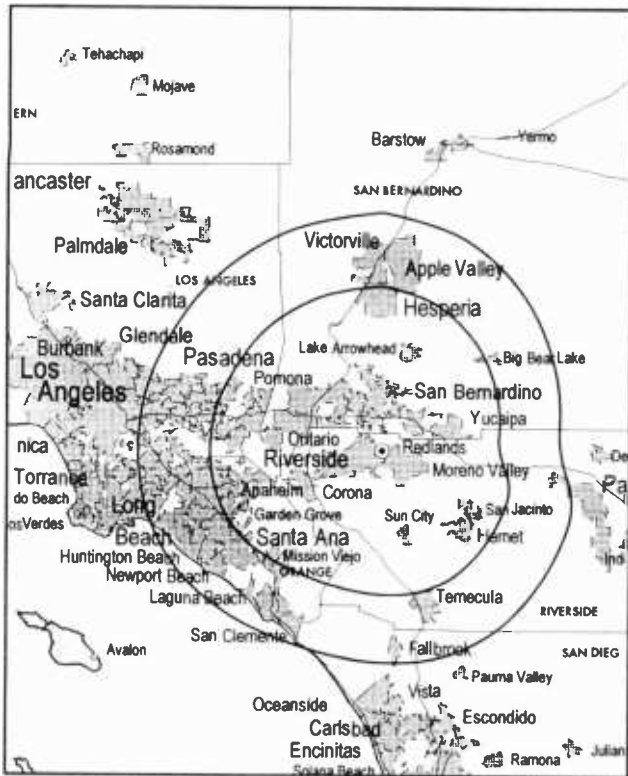 Tehachapi
Mojave
ERN
Rosamond
Barstow
Yermo
SAN BERNARDINO
ancaster
Palmdale
LOS ANGELES
Victorville
Apple Valley
Hesperia
Santa Clarita
Glendale
Burbank
Pasadena
Lake Arrowhead
Big Bear Lake
Los
Angeles
Pomona
San Bernardino
Yucaipa
nica
Ontario
Redlands
Riverside
Moreno Valley
De
Torrance
do Beach
Anaheim
Corona
Pa
Long
Beach
Garden Grove
San Jacinto
os Verdes
Santa Ana
Sun City
Hemet
Huntington Beach
Mission Viejo
Ind
Newport Beach
ORANGE
Laguna Beach
Temecula
RIVERSIDE
San Clemente
Avalon
Fallbrook
SAN DIEG
Pauma Valley
Vista
Oceanside
Escondido
Carlsbad
Encinitas
Solana Beach
Ramona
Julian